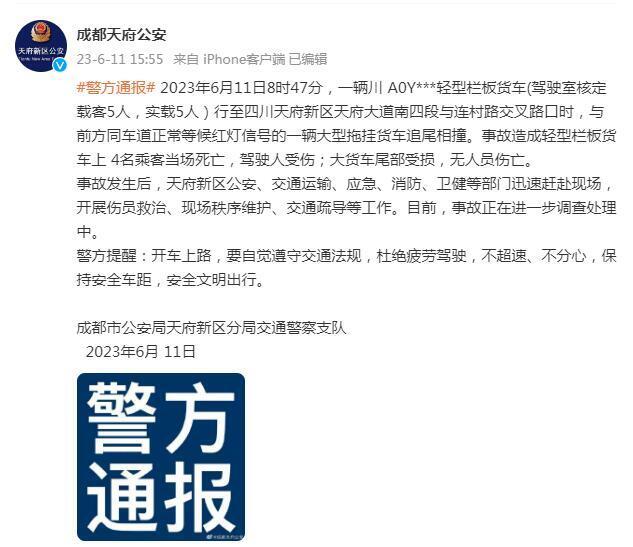 天府新区公安
成都天府公安
23-6-11 15:55 来自 iPhone客户端 已编辑
#警方通报# 2023年6月11日8时47分，一辆川 A0Y***轻型栏板货车(驾驶室核定
载客5人，实载5人）行至四川天府新区天府大道南四段与连村路交叉路口时，与
前方同车道正常等候红灯信号的一辆大型拖挂货车追尾相撞。事故造成轻型栏板货
车上 4名乘客当场死亡，驾驶人受伤；大货车尾部受损，无人员伤亡。
事故发生后，天府新区公安、交通运输、应急、消防、卫健等部门迅速赶赴现场，
开展伤员救治、现场秩序维护、交通疏导等工作。目前，事故正在进一步调查处理
中。
警方提醒：开车上路，要自觉遵守交通法规，杜绝疲劳驾驶，不超速、不分心，保
持安全车距，安全文明出行。
成都市公安局天府新区分局交通警察支队
2023年6月 11日
警方
通报
@成都天府公安